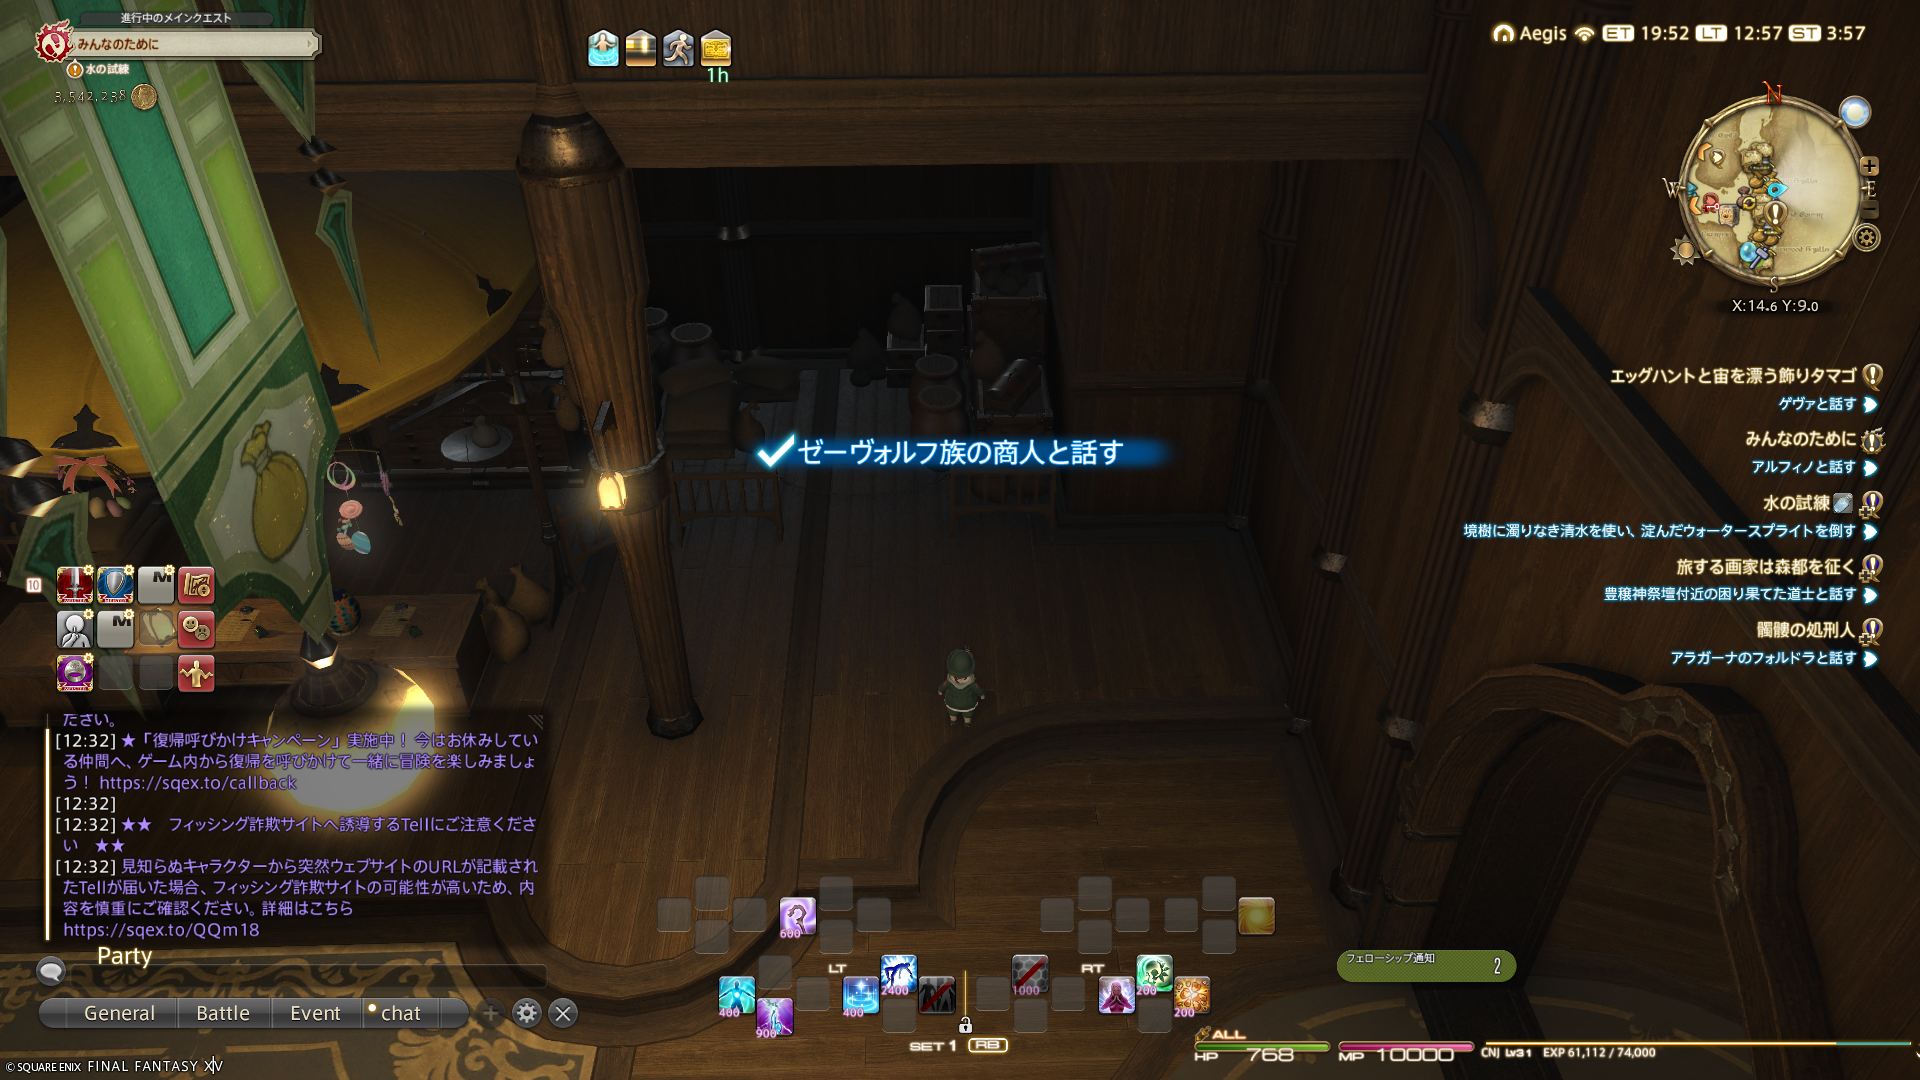 進行中のメインクエスト
みんなのために
水の試練
3,542,238
1h
Aegis ET 19:52 LT 12:57 ST 3:57
N
W
E
S
X:14.6 Y:9.0
エッグハントと宙を漂う飾りタマゴ
ゲヴァと話す
みんなのために
アルフィノと話す
水の試練
境樹に濁りなき清水を使い、淀んだウォータースプライトを倒す
旅する画家は森都を征く
豊穣神祭壇付近の困り果てた道士と話す
髑髏の処刑人
アラガーナのフォルドラと話す
ゼーヴォルフ族の商人と話す
10
M
M
ださい。
[12:32] ★「復帰呼びかけキャンペーン」実施中！ 今はお休みしてい
る仲間へ、ゲーム内から復帰を呼びかけて一緒に冒険を楽しみましょ
う！ https://sqex.to/callback
[12:32]
[12:32] ★★　フィッシング詐欺サイトへ誘導するTellにご注意くださ
い　★★
[12:32] 見知らぬキャラクターから突然ウェブサイトのURLが記載され
たTellが届いた場合、フィッシング詐欺サイトの可能性が高いため、内
容を慎重にご確認ください。詳細はこちら
https://sqex.to/QQm18
Party
General Battle Event chat
600
LT
RT
400
900
400
2400
1000
200
200
SET 1 RB
フェローシップ通知 2
ALL
HP 768 MP 10000 CNJ Lv31 EXP 61,112 / 74,000
© SQUARE ENIX FINAL FANTASY XIV